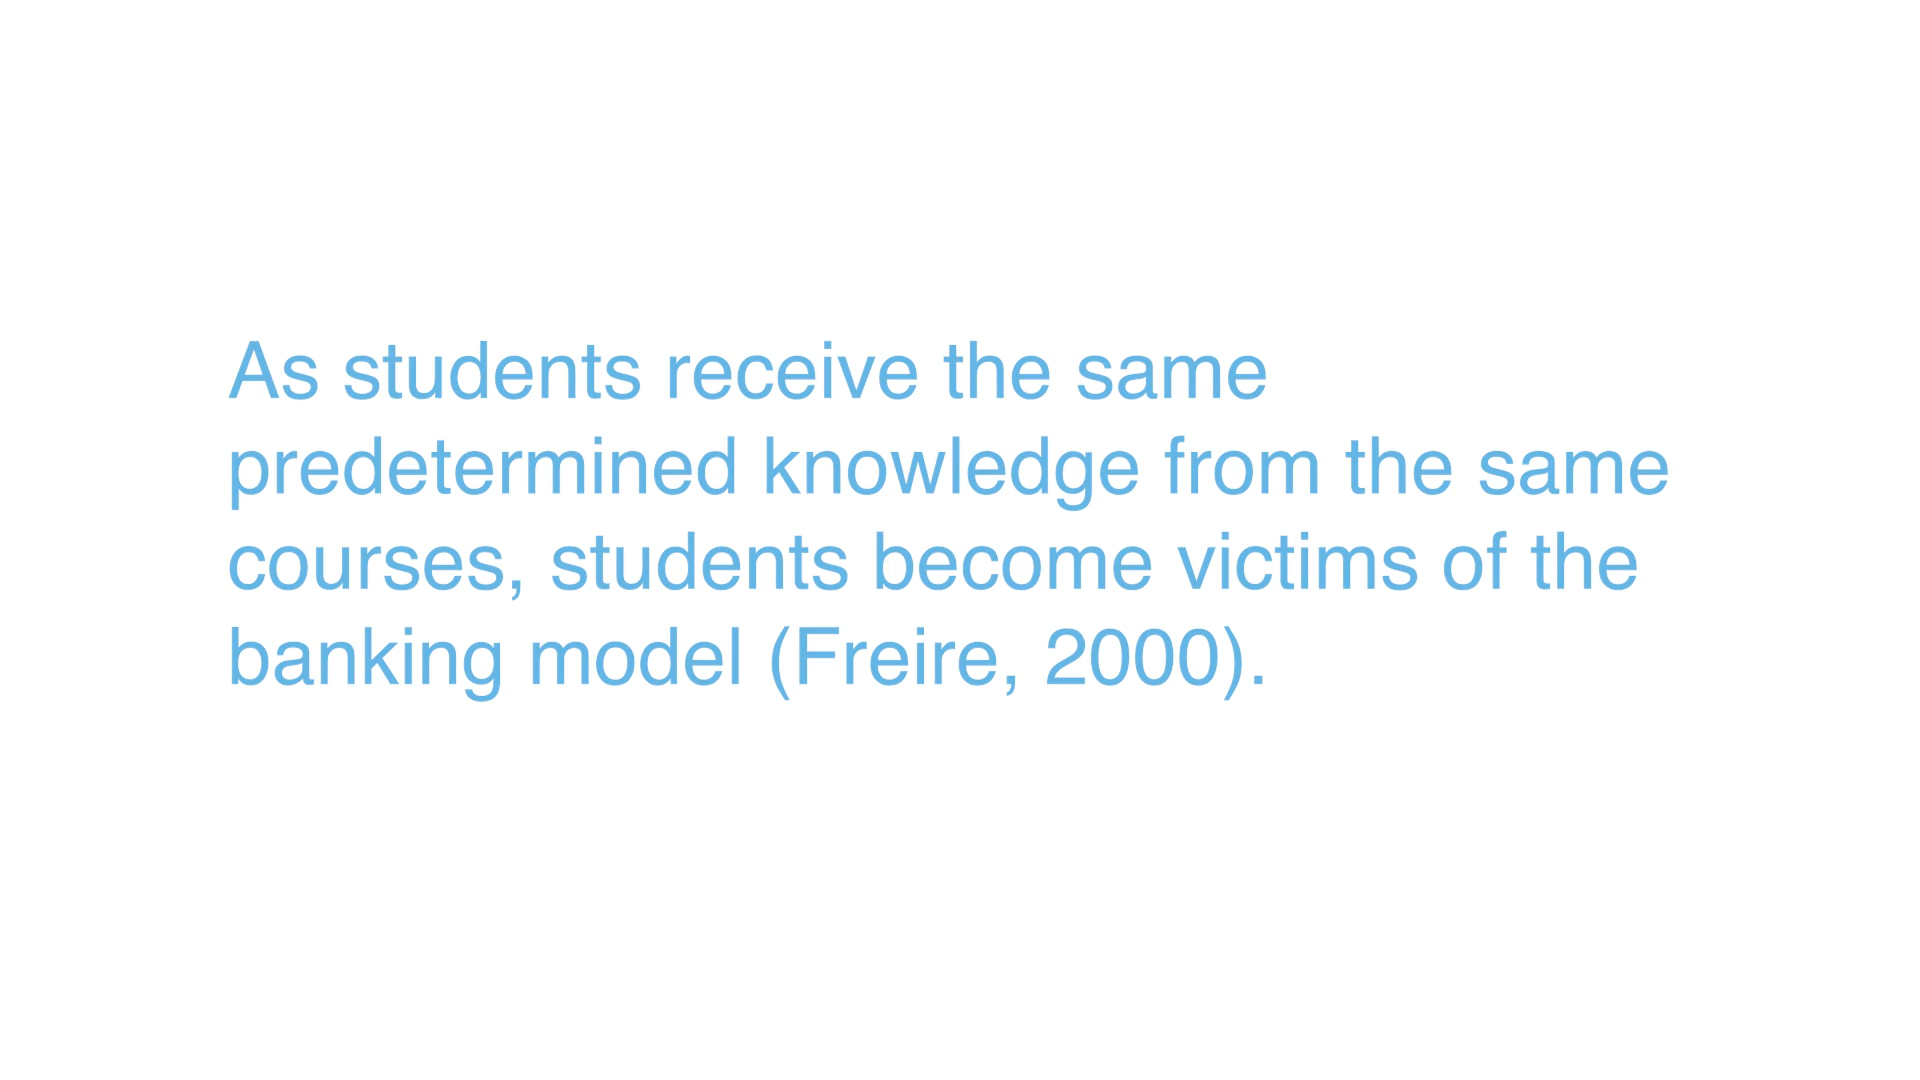 As students receive the same
predetermined knowledge from the same
courses, students become victims of the
banking model (Freire, 2000).